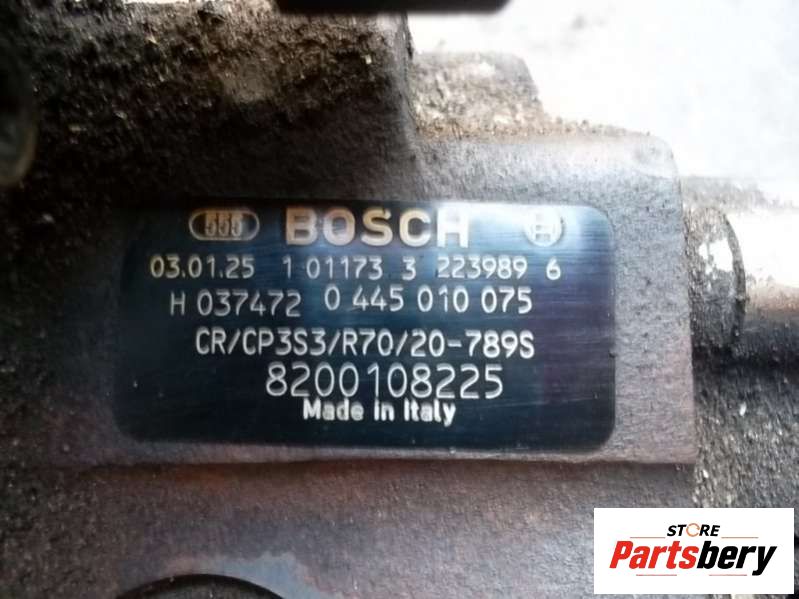 555 BOSCH
03.01.25 1 01173 3 223989 6
H 037472 0 445 010 075
CR/CP3S3/R70/20-789S
8200108225
Made in Italy
STORE
Partsbery